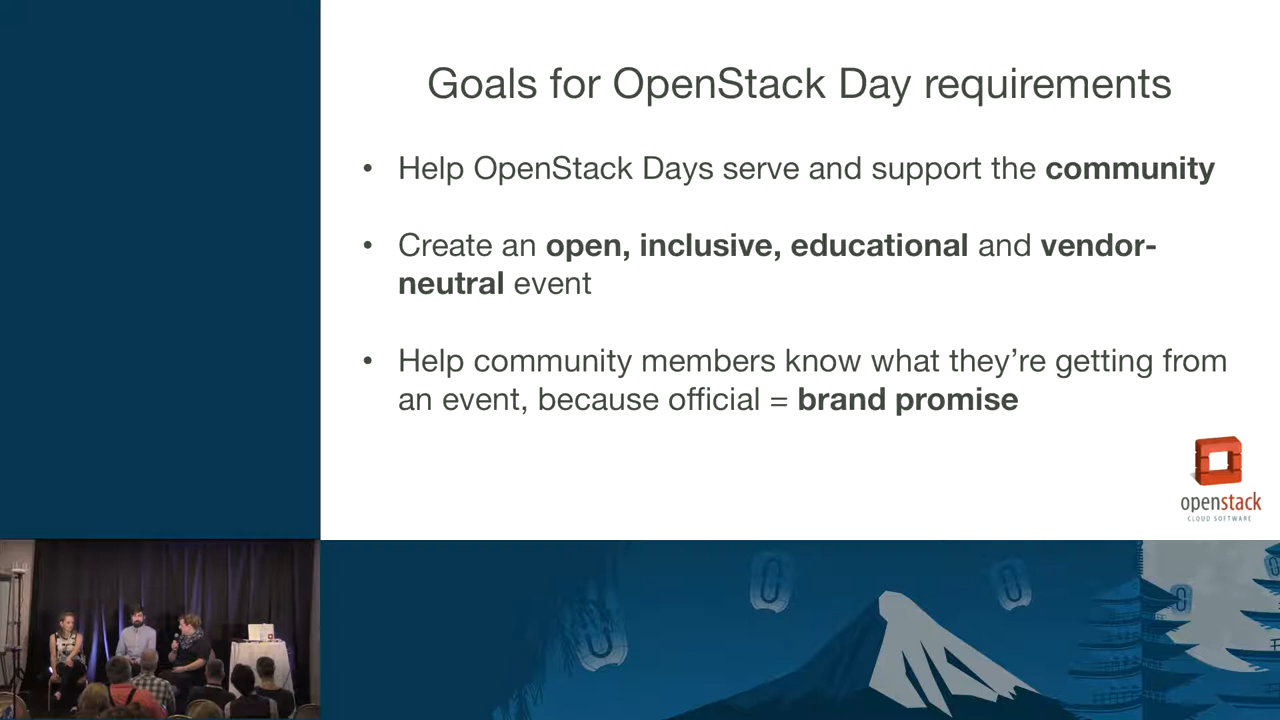 Goals for OpenStack Day requirements
• Help OpenStack Days serve and support the community
• Create an open, inclusive, educational and vendor-
neutral event
• Help community members know what they’re getting from
an event, because official = brand promise
openstack
CLOUD SOFTWARE